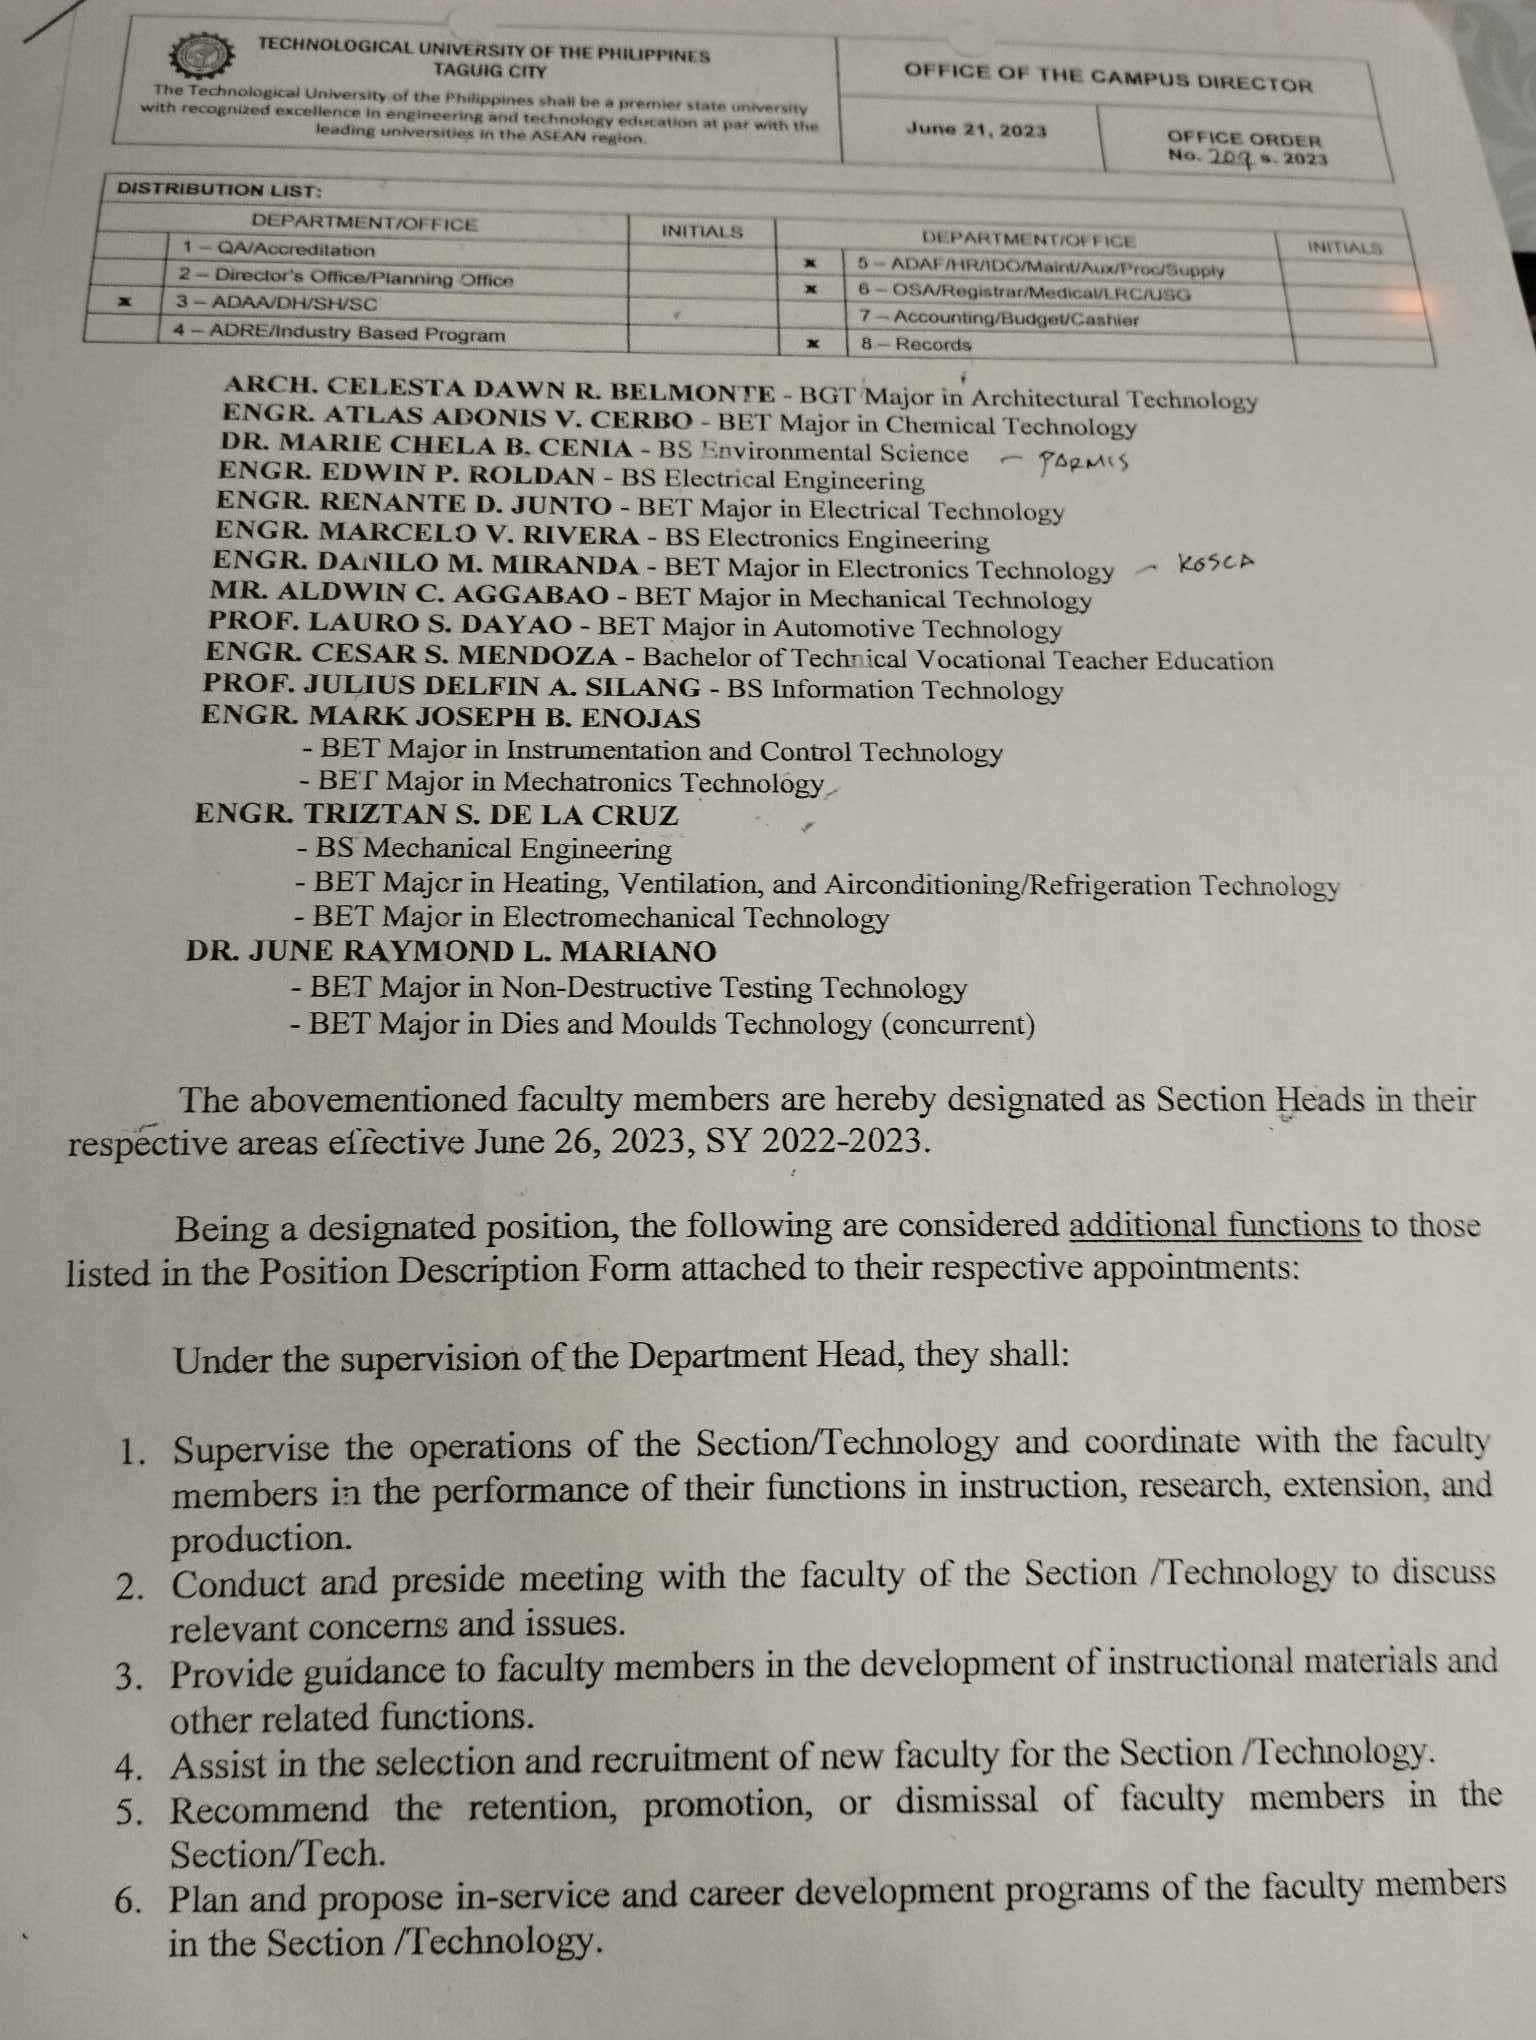 TECHNOLOGICAL UNIVERSITY OF THE PHILIPPINES
TAGUIG CITY
The Technological University of the Philippines shall be a premier state university
with recognized excellence in engineering and technology education at par with the
leading universities in the ASEAN region.
OFFICE OF THE CAMPUS DIRECTOR
June 21, 2023
OFFICE ORDER
No. 209 s. 2023
DISTRIBUTION LIST:
DEPARTMENT/OFFICE INITIALS DEPARTMENT/OFFICE INITIALS
1 – QA/Accreditation x 5 – ADAF/HR/IDO/Maint/Aux/Proc/Supply
2 – Director's Office/Planning Office x 6 – OSA/Registrar/Medical/LRC/USG
x 3 – ADAA/DH/SH/SC 7 – Accounting/Budget/Cashier
4 – ADRE/Industry Based Program x 8 – Records
ARCH. CELESTA DAWN R. BELMONTE - BGT Major in Architectural Technology
ENGR. ATLAS ADONIS V. CERBO - BET Major in Chemical Technology
DR. MARIE CHELA B. CENIA - BS Environmental Science — PARMIS
ENGR. EDWIN P. ROLDAN - BS Electrical Engineering
ENGR. RENANTE D. JUNTO - BET Major in Electrical Technology
ENGR. MARCELO V. RIVERA - BS Electronics Engineering
ENGR. DANILO M. MIRANDA - BET Major in Electronics Technology — KOSCA
MR. ALDWIN C. AGGABAO - BET Major in Mechanical Technology
PROF. LAURO S. DAYAO - BET Major in Automotive Technology
ENGR. CESAR S. MENDOZA - Bachelor of Technical Vocational Teacher Education
PROF. JULIUS DELFIN A. SILANG - BS Information Technology
ENGR. MARK JOSEPH B. ENOJAS
- BET Major in Instrumentation and Control Technology
- BET Major in Mechatronics Technology
ENGR. TRIZTAN S. DE LA CRUZ
- BS Mechanical Engineering
- BET Major in Heating, Ventilation, and Airconditioning/Refrigeration Technology
- BET Major in Electromechanical Technology
DR. JUNE RAYMOND L. MARIANO
- BET Major in Non-Destructive Testing Technology
- BET Major in Dies and Moulds Technology (concurrent)
The abovementioned faculty members are hereby designated as Section Heads in their
respective areas effective June 26, 2023, SY 2022-2023.
Being a designated position, the following are considered additional functions to those
listed in the Position Description Form attached to their respective appointments:
Under the supervision of the Department Head, they shall:
1. Supervise the operations of the Section/Technology and coordinate with the faculty
members in the performance of their functions in instruction, research, extension, and
production.
2. Conduct and preside meeting with the faculty of the Section /Technology to discuss
relevant concerns and issues.
3. Provide guidance to faculty members in the development of instructional materials and
other related functions.
4. Assist in the selection and recruitment of new faculty for the Section /Technology.
5. Recommend the retention, promotion, or dismissal of faculty members in the
Section/Tech.
6. Plan and propose in-service and career development programs of the faculty members
in the Section /Technology.